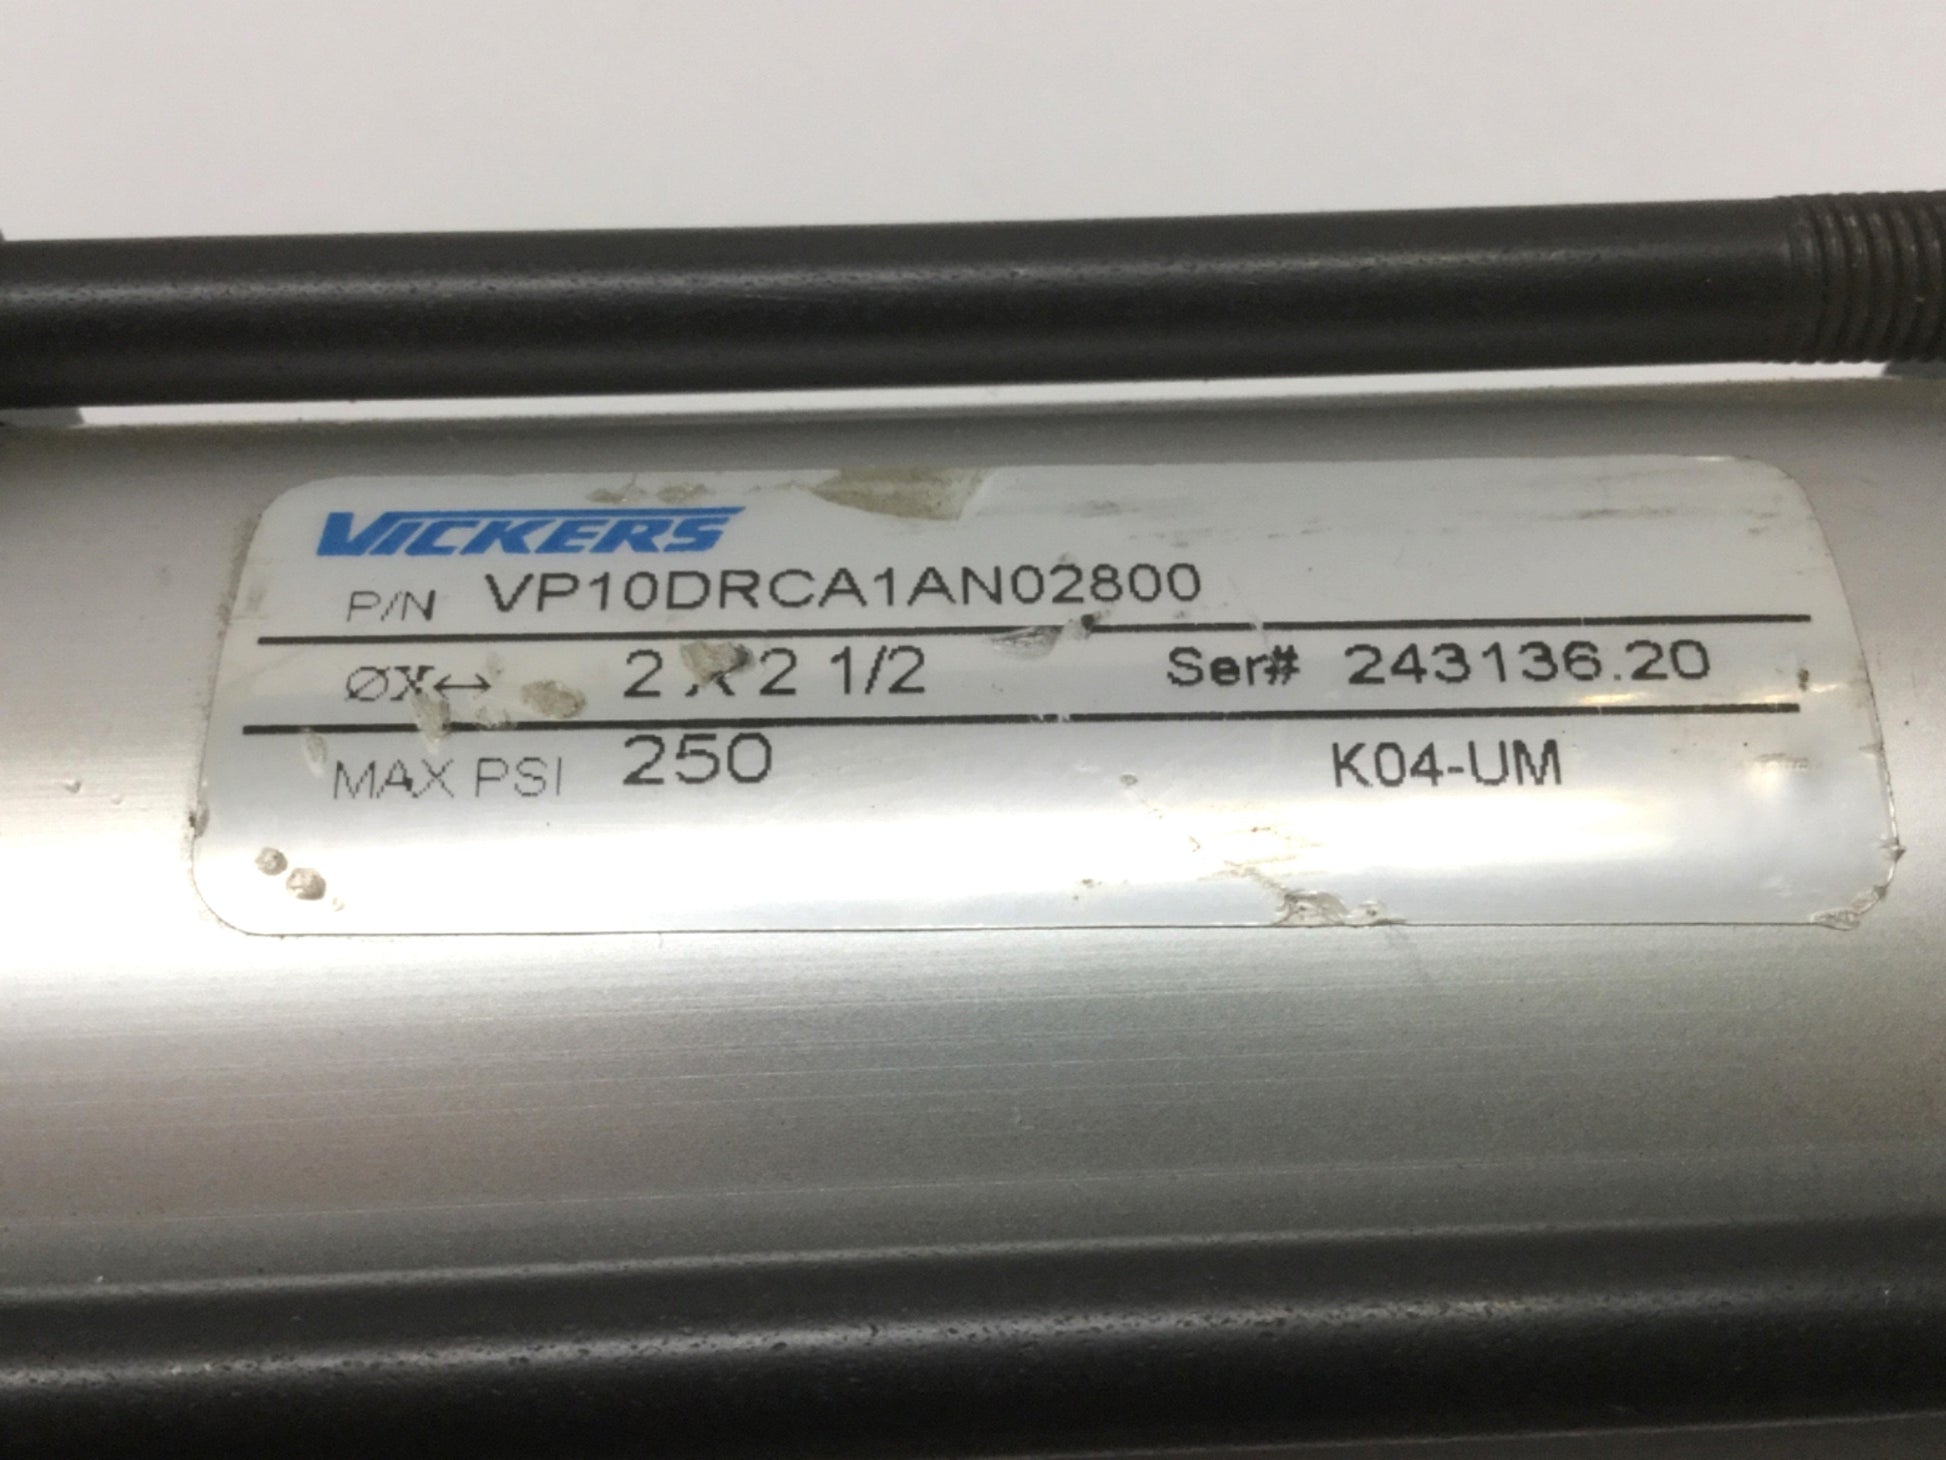 VICKERS
P/N VP10DRCA1AN02800
ØX↔ 2 X 2 1/2 Ser# 243136.20
MAX PSI 250 K04-UM